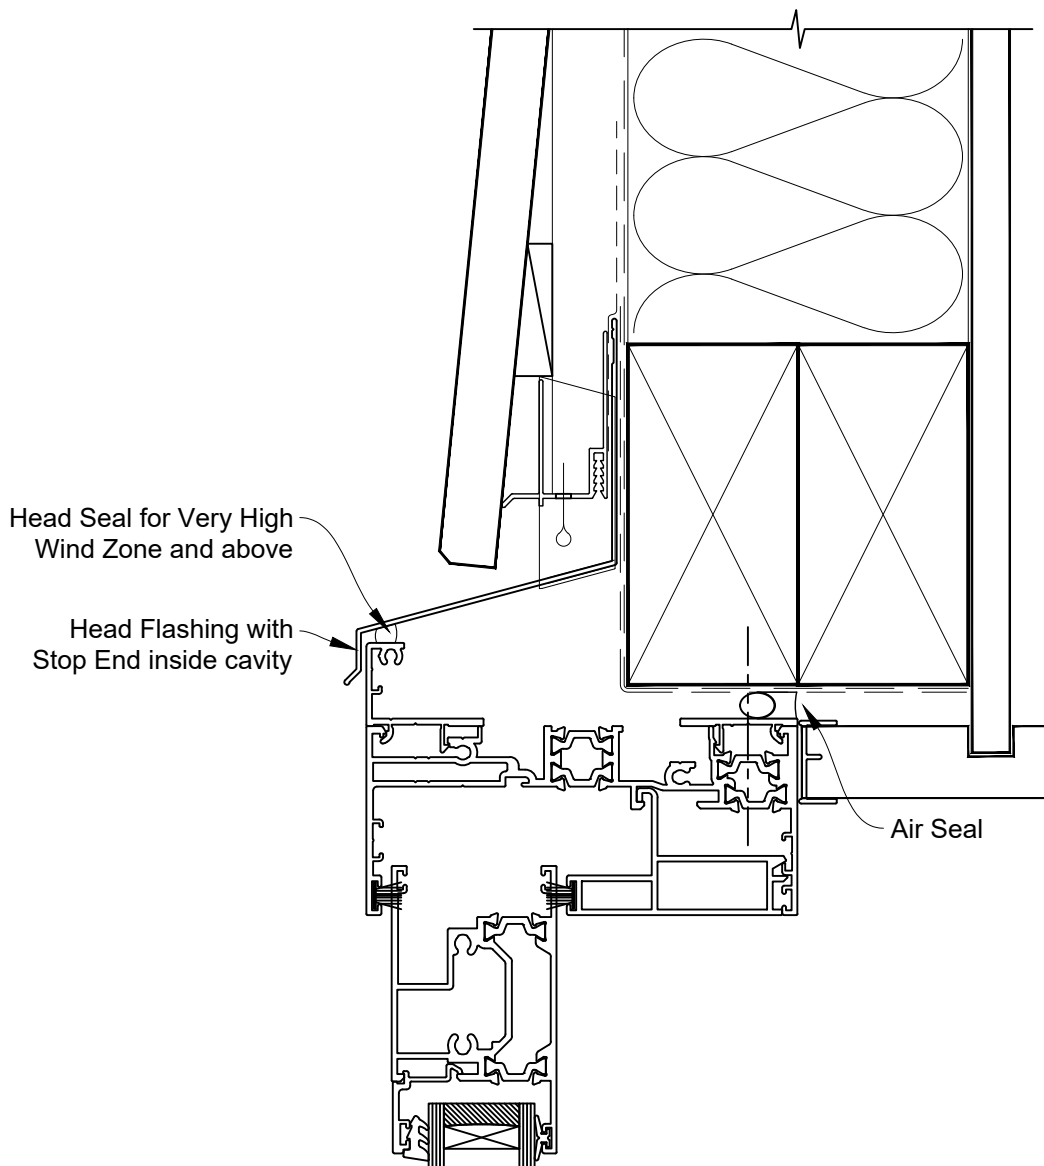 Head Seal for Very High
Wind Zone and above
Head Flashing with
Stop End inside cavity
Air Seal